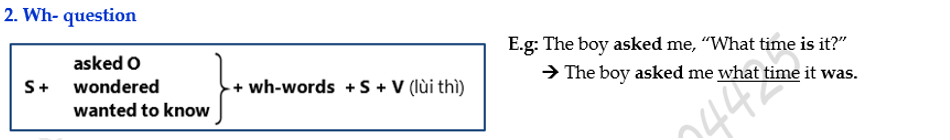 2. Wh- question
asked O
S + wondered + wh-words + S + V (lùi thì)
wanted to know
E.g: The boy asked me, “What time is it?”
→ The boy asked me what time it was.
04425